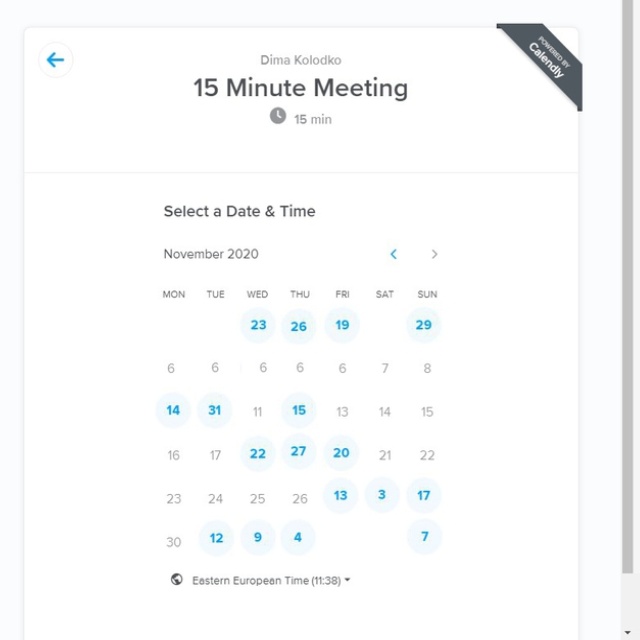 POWERED BY
Calendly
Dima Kolodko
15 Minute Meeting
15 min
Select a Date & Time
November 2020
MON TUE WED THU FRI SAT SUN
23 26 19 29
6 6 6 6 6 7 8
14 31 11 15 13 14 15
16 17 22 27 20 21 22
23 24 25 26 13 3 17
30 12 9 4 7
Eastern European Time (11:38)